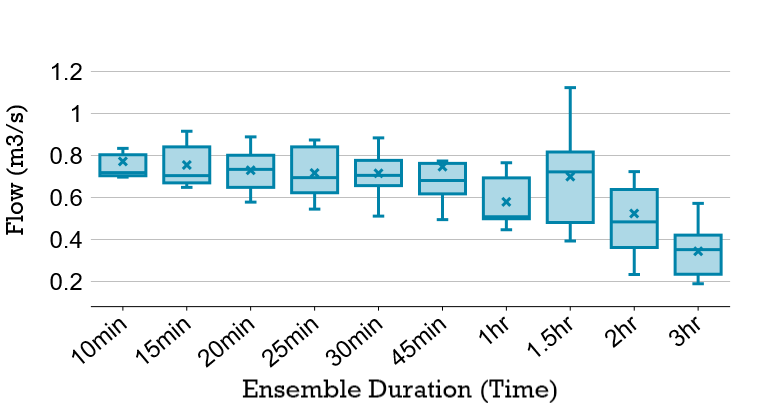 1.2
1
0.8
0.6
0.4
0.2
Flow (m3/s)
10min
15min
20min
25min
30min
45min
1hr
1.5hr
2hr
3hr
Ensemble Duration (Time)